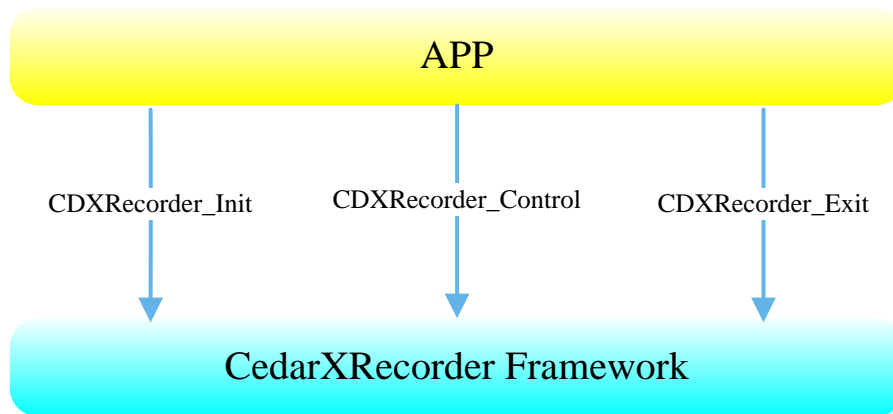 APP
CDXRecorder_Init
CDXRecorder_Control
CDXRecorder_Exit
CedarXRecorder Framework